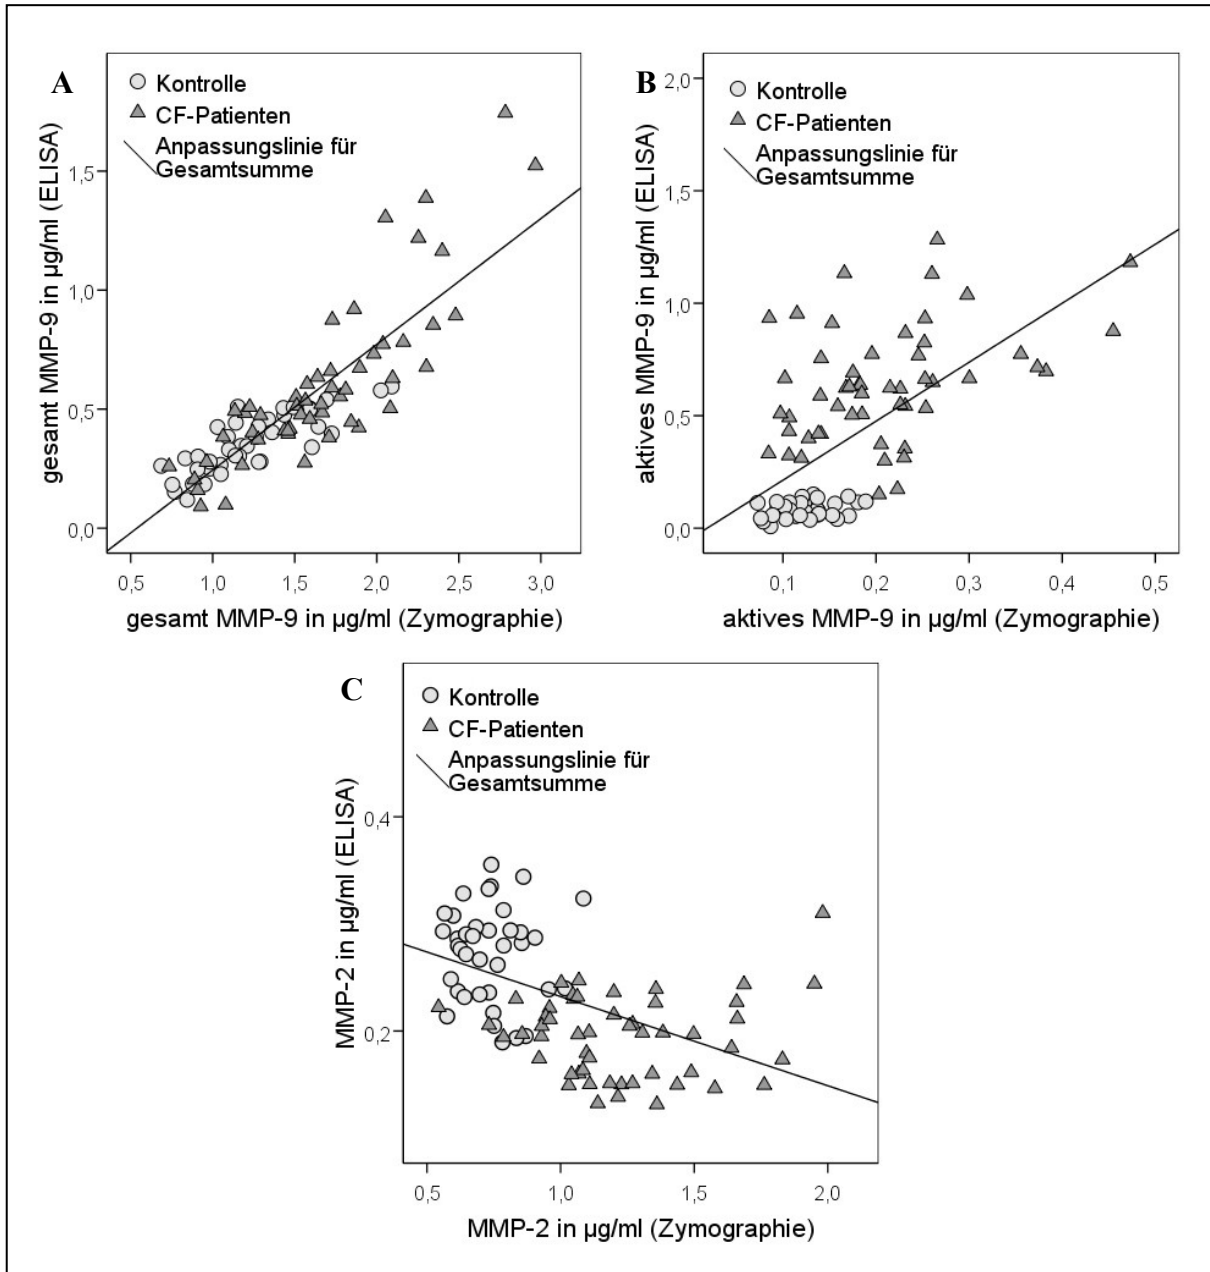 A
Kontrolle
CF-Patienten
Anpassungslinie für
Gesamtsumme
gesamt MMP-9 in µg/ml (ELISA)
1,5
1,0
0,5
0,0
0,5 1,0 1,5 2,0 2,5 3,0
gesamt MMP-9 in µg/ml (Zymographie)
B
Kontrolle
CF-Patienten
Anpassungslinie für
Gesamtsumme
aktives MMP-9 in µg/ml (ELISA)
2,0
1,5
1,0
0,5
0,0
0,1 0,2 0,3 0,4 0,5
aktives MMP-9 in µg/ml (Zymographie)
C
Kontrolle
CF-Patienten
Anpassungslinie für
Gesamtsumme
MMP-2 in µg/ml (ELISA)
0,4
0,2
0,5 1,0 1,5 2,0
MMP-2 in µg/ml (Zymographie)